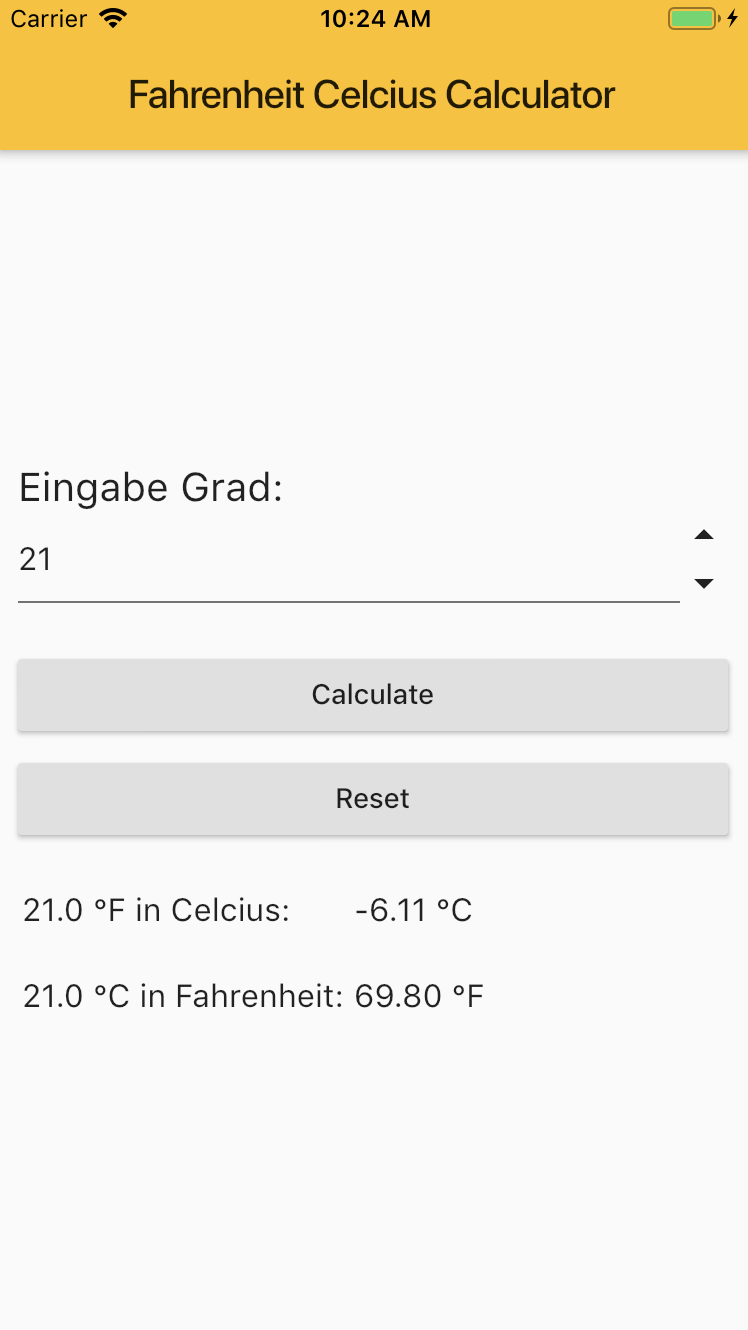 Carrier 10:24 AM
Fahrenheit Celcius Calculator
Eingabe Grad:
21
Calculate
Reset
21.0 °F in Celcius: -6.11 °C
21.0 °C in Fahrenheit: 69.80 °F